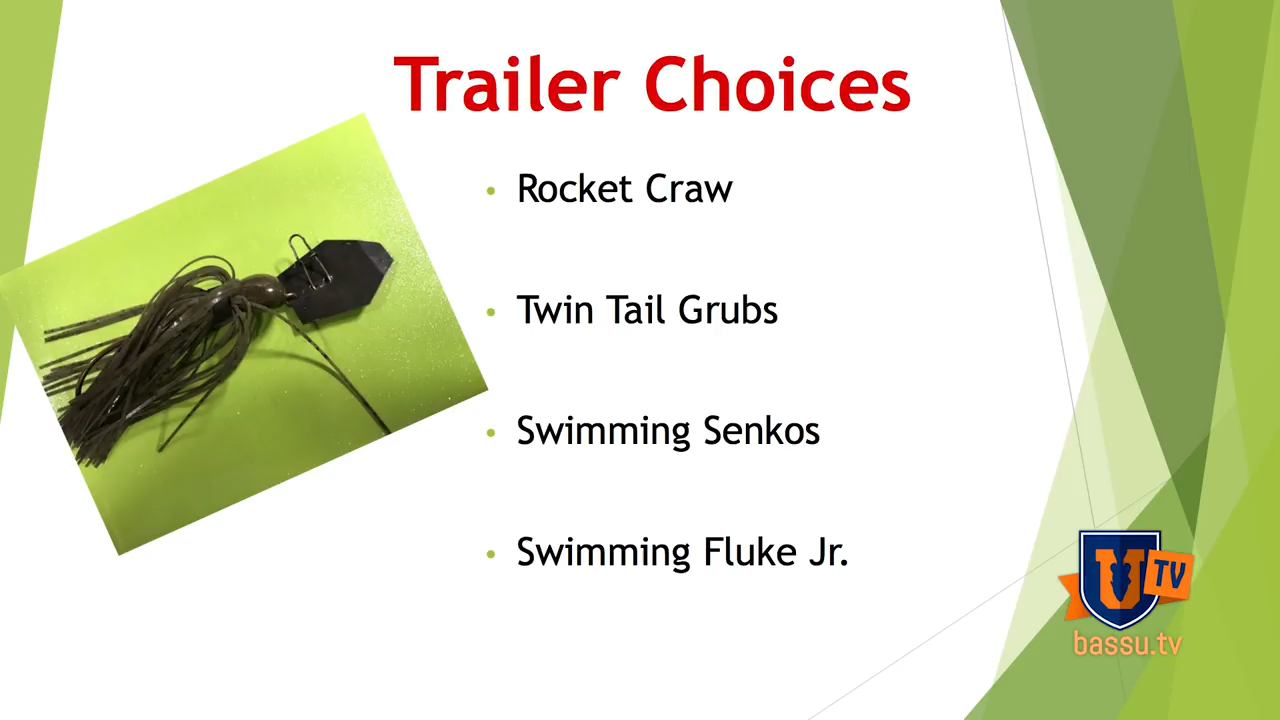 Trailer Choices
• Rocket Craw
• Twin Tail Grubs
• Swimming Senkos
• Swimming Fluke Jr.
U TV
bassu.tv